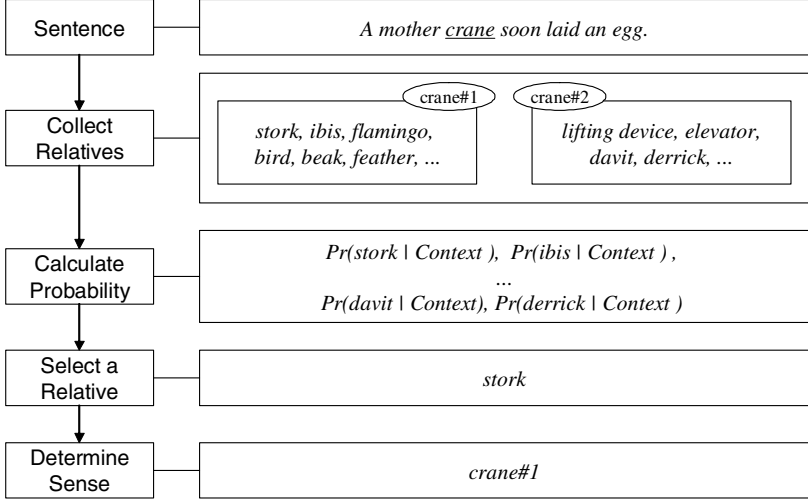 Sentence
A mother crane soon laid an egg.
Collect
Relatives
crane#1
stork, ibis, flamingo,
bird, beak, feather, ...
crane#2
lifting device, elevator,
davit, derrick, ...
Calculate
Probability
Pr(stork | Context ), Pr(ibis | Context ) ,
...
Pr(davit | Context), Pr(derrick | Context )
Select a
Relative
stork
Determine
Sense
crane#1